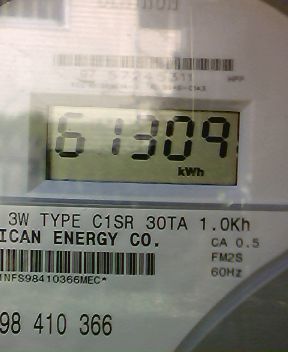 61309
kWh
3W TYPE C1SR 30TA 1.0Kh
ICAN ENERGY CO.
CA 0.5
FM2S
60Hz
1NFS98410366MEC*
98 410 366